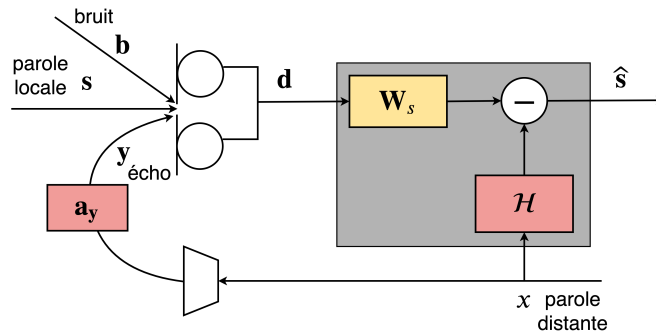 bruit
b
parole
locale
s
d
W_s
−
ŝ
y
écho
a_y
ℋ
x
parole
distante